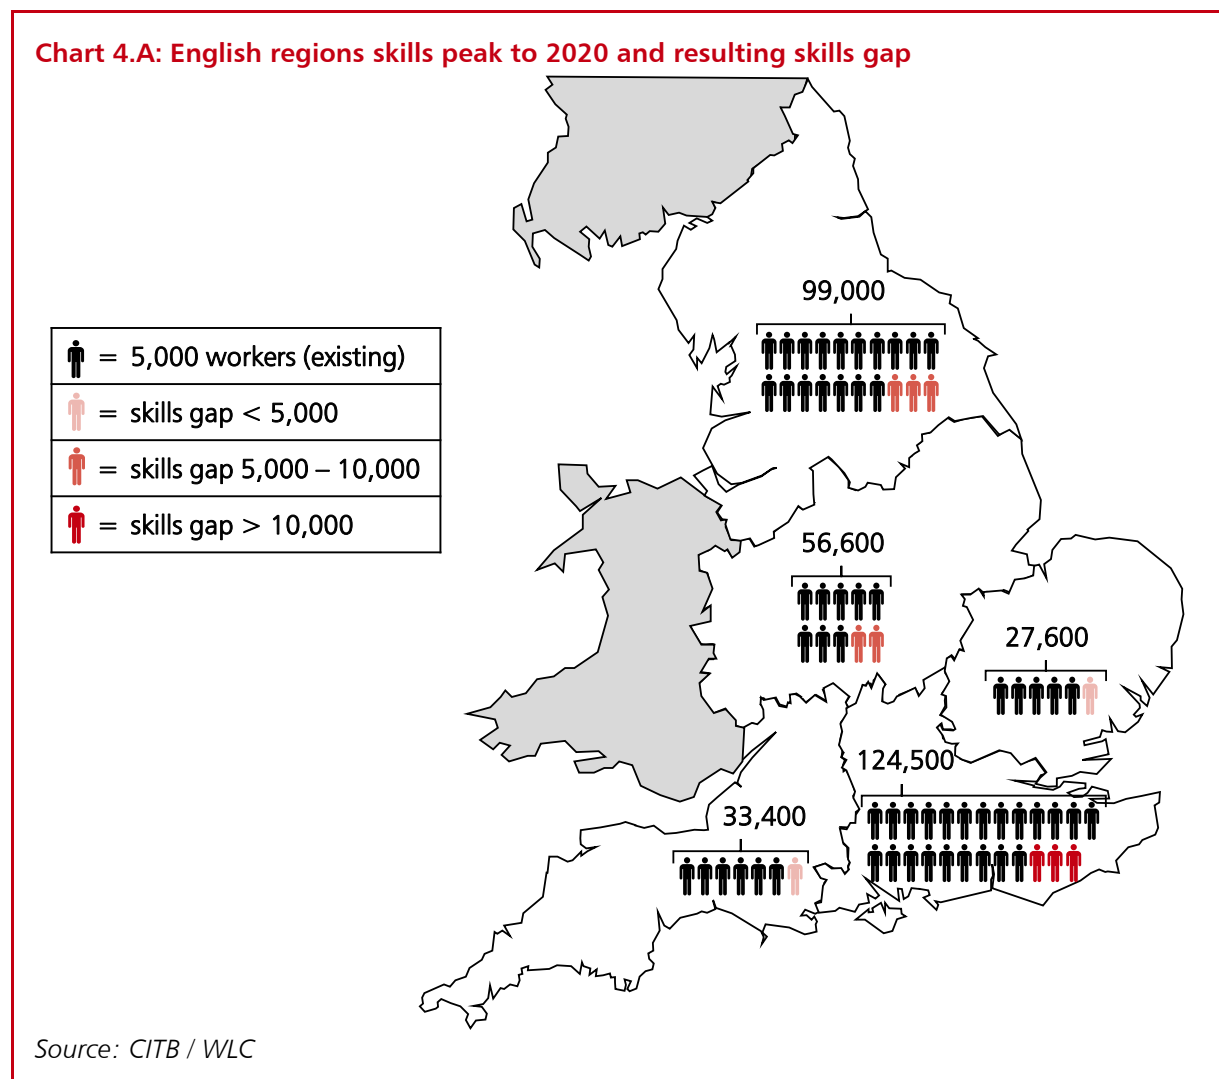 Chart 4.A: English regions skills peak to 2020 and resulting skills gap
99,000
= 5,000 workers (existing)
= skills gap < 5,000
= skills gap 5,000 – 10,000
= skills gap > 10,000
56,600
27,600
124,500
33,400
Source: CITB / WLC